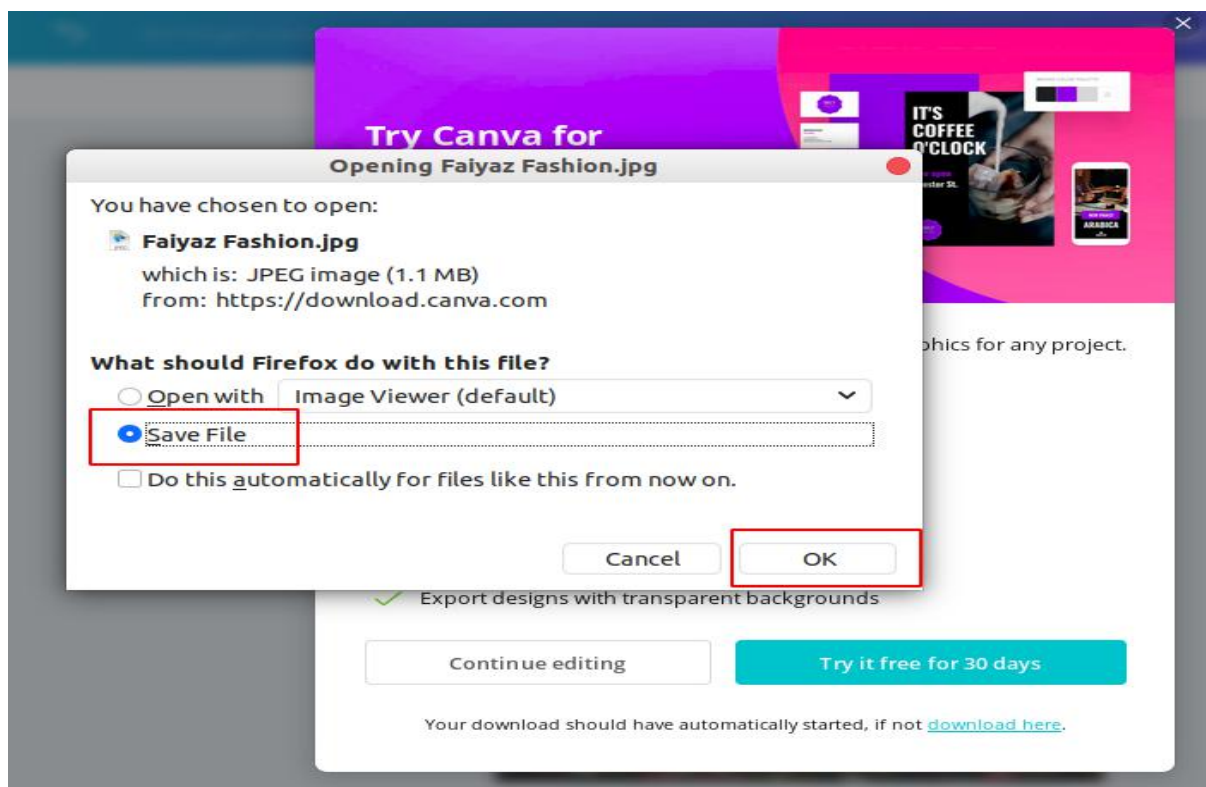 Try Canva for
IT'S
COFFEE
O'CLOCK
ARABICA
Opening Faiyaz Fashion.jpg
You have chosen to open:
Faiyaz Fashion.jpg
which is: JPEG image (1.1 MB)
from: https://download.canva.com
What should Firefox do with this file?
Open with Image Viewer (default)
Save File
Do this automatically for files like this from now on.
Cancel OK
phics for any project.
Export designs with transparent backgrounds
Continue editing Try it free for 30 days
Your download should have automatically started, if not download here.